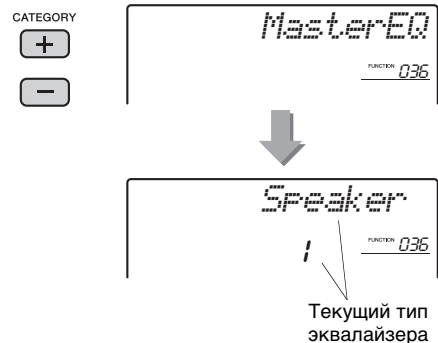 CATEGORY
+
−
MasterEQ
FUNCTION 036
Speaker
1
FUNCTION 036
Текущий тип
эквалайзера